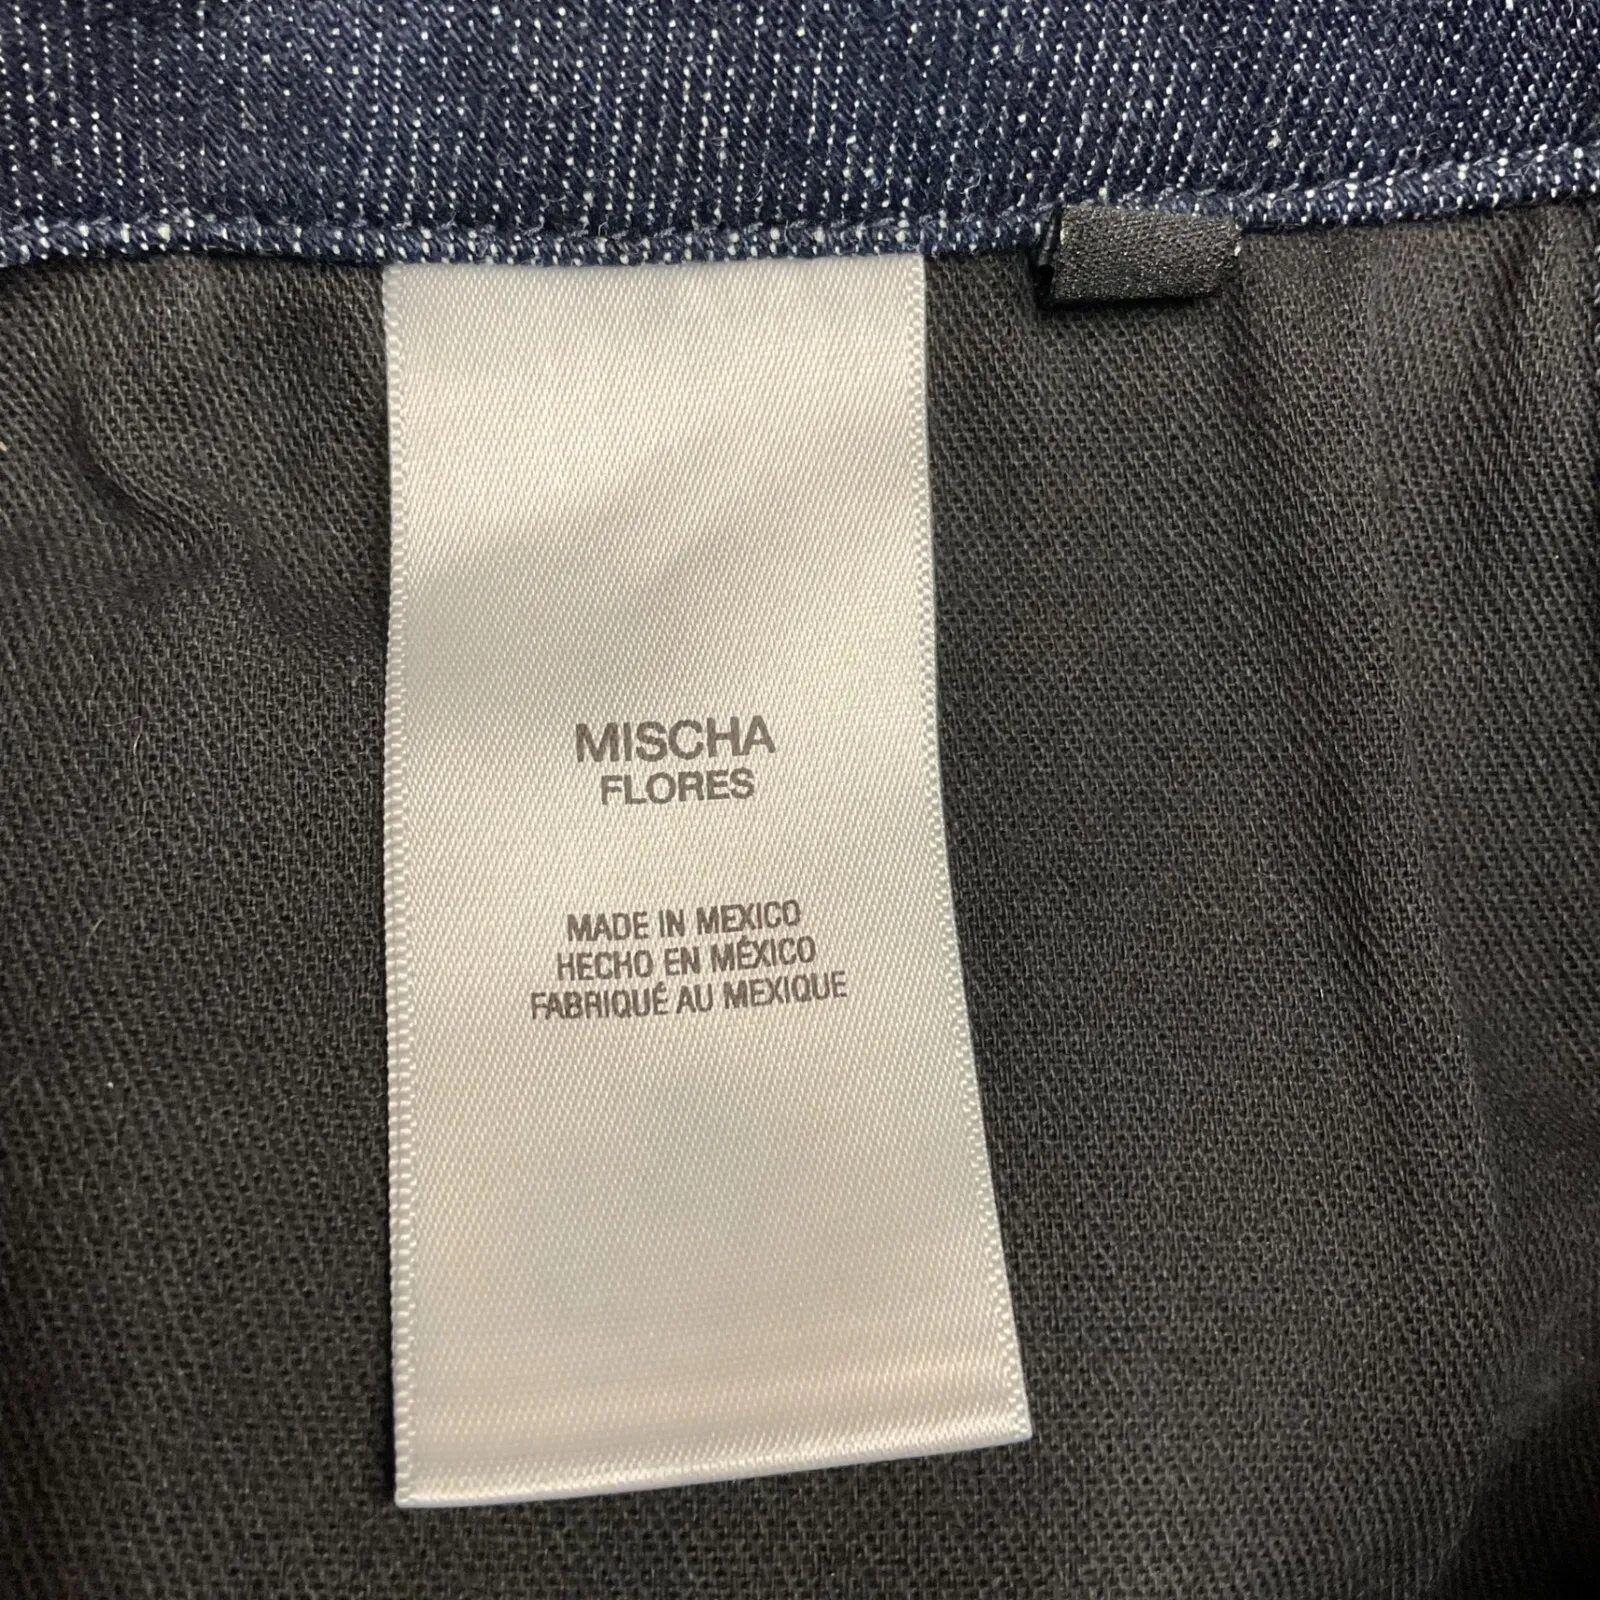 MISCHA
FLORES
MADE IN MEXICO
HECHO EN MÉXICO
FABRIQUÉ AU MEXIQUE